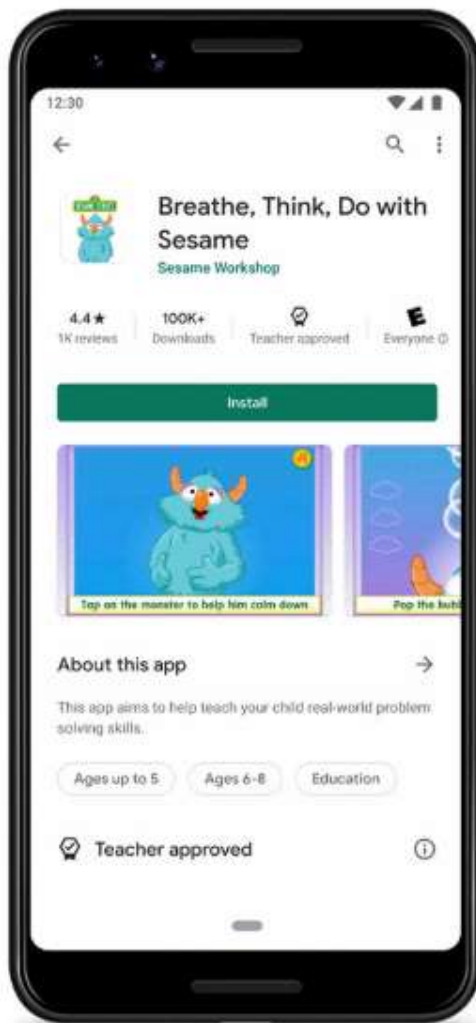 12:30
Breathe, Think, Do with
Sesame
Sesame Workshop
4.4★
1K reviews
100K+
Downloads
Teacher approved
E
Everyone
Install
Tap on the monster to help him calm down
Pop the
About this app
This app aims to help teach your child real-world problem
solving skills.
Ages up to 5
Ages 6-8
Education
Teacher approved